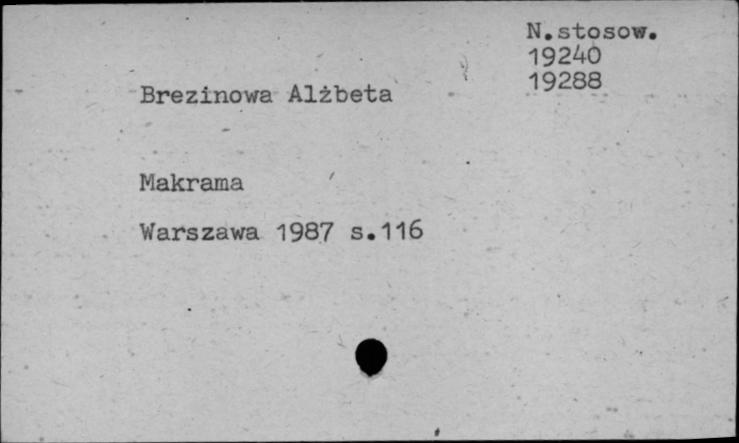 N.stosow.
19240
19288
Brezinowa Alżbeta
Makrama
Warszawa 1987 s.116